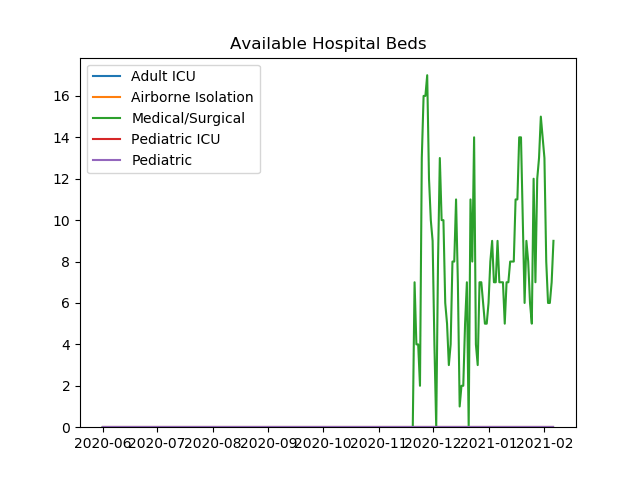 Available Hospital Beds
Adult ICU
Airborne Isolation
Medical/Surgical
Pediatric ICU
Pediatric
16
14
12
10
8
6
4
2
0
2020-06 2020-07 2020-08 2020-09 2020-10 2020-11 2020-12 2021-01 2021-02